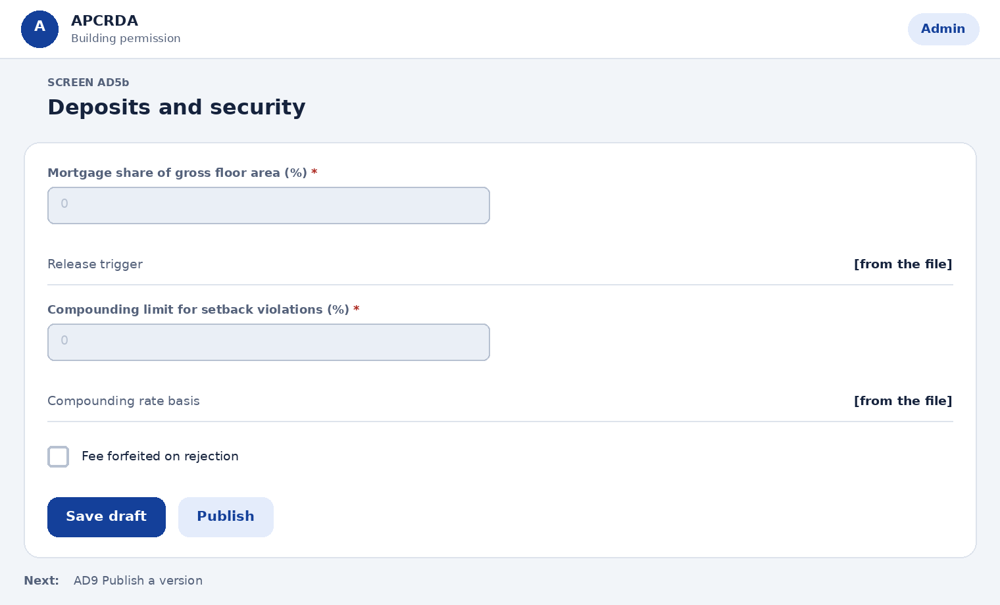 A
APCRDA
Building permission
Admin
SCREEN AD5b
Deposits and security
Mortgage share of gross floor area (%) *
0
Release trigger [from the file]
Compounding limit for setback violations (%) *
0
Compounding rate basis [from the file]
Fee forfeited on rejection
Save draft Publish
Next: AD9 Publish a version